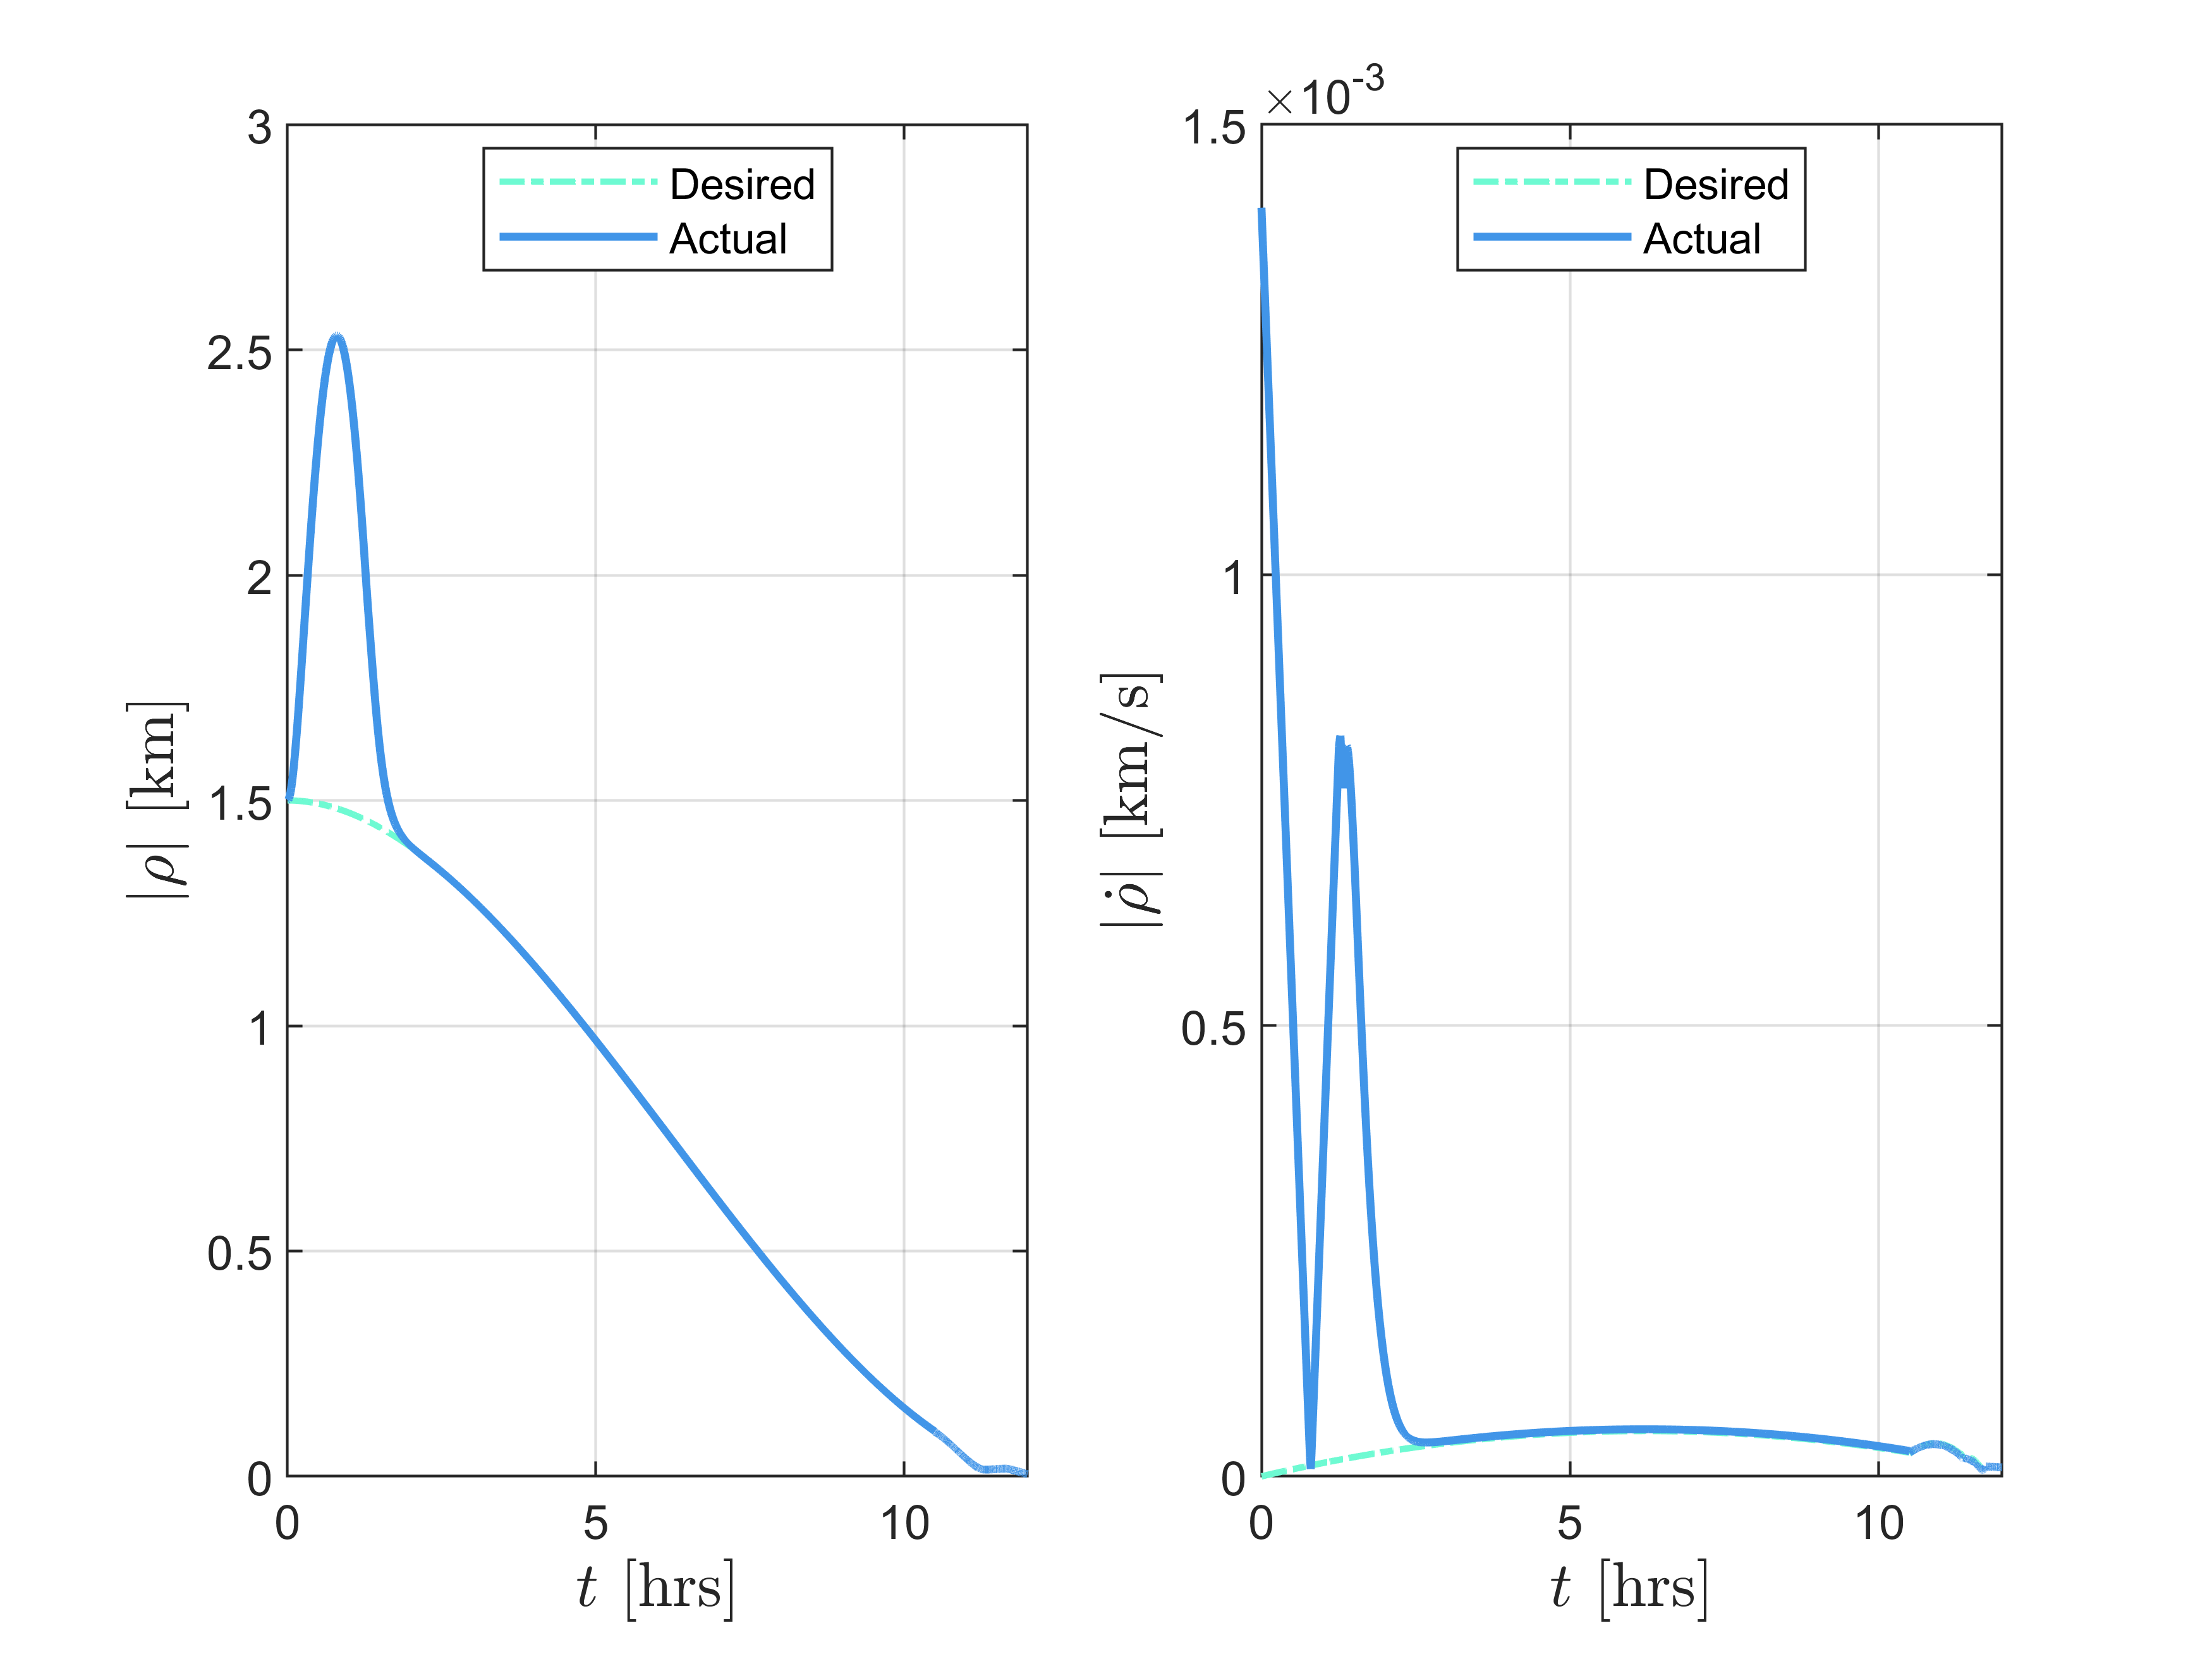 3
2.5
2
1.5
1
0.5
0
0
5
10
t [hrs]
|ρ| [km]
Desired
Actual
×10⁻³
1.5
1
0.5
0
0
5
10
t [hrs]
|ρ̇| [km/s]
Desired
Actual